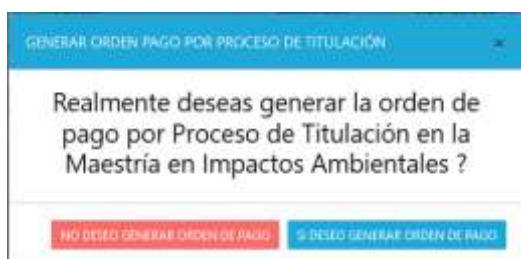 GENERAR ORDEN PAGO POR PROCESO DE TITULACIÓN ×
Realmente deseas generar la orden de
pago por Proceso de Titulación en la
Maestría en Impactos Ambientales ?
NO DESEO GENERAR ORDEN DE PAGO SI DESEO GENERAR ORDEN DE PAGO